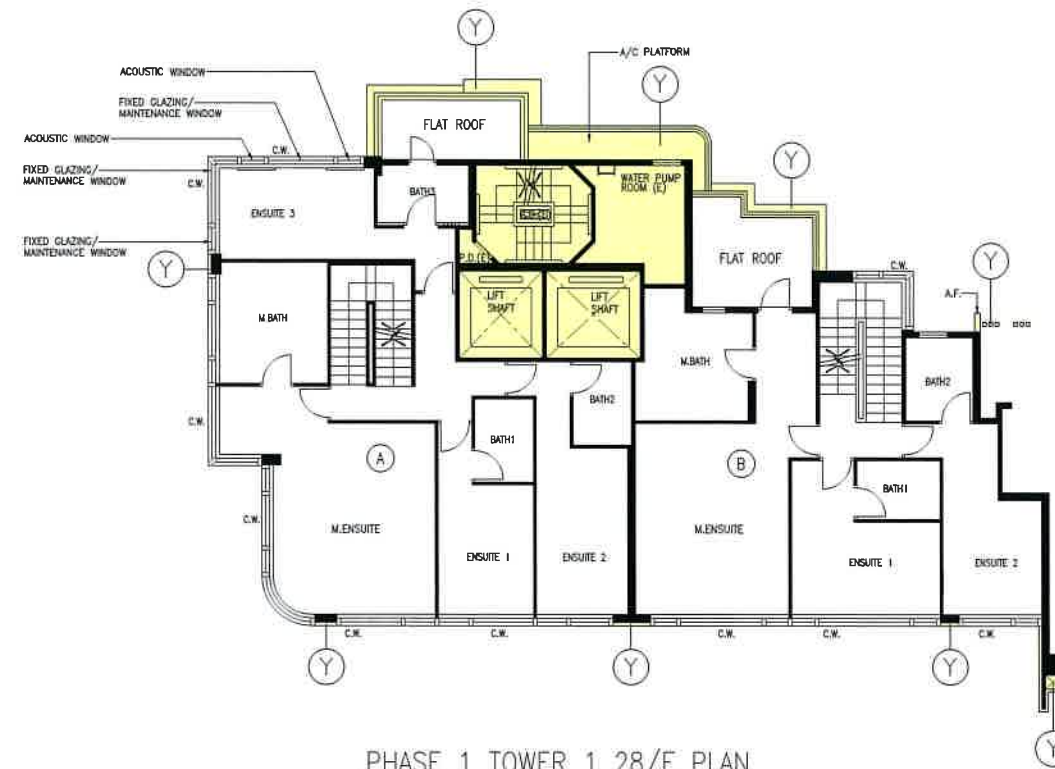 Y
A/C PLATFORM
ACOUSTIC WINDOW
Y
FIXED GLAZING/
MAINTENANCE WINDOW
FLAT ROOF
ACOUSTIC WINDOW
C.W.
Y
FIXED GLAZING/
MAINTENANCE WINDOW
C.W.
WATER PUMP
ROOM (E)
BATH3
ENSUITE 3
FIXED GLAZING/
MAINTENANCE WINDOW
P.D.(E)
FLAT ROOF
Y
Y
C.W.
A.F.
LIFT
SHAFT
LIFT
SHAFT
M.BATH
M.BATH
BATH2
BATH2
C.W.
BATH1
A
B
BATH1
C.W.
M.ENSUITE
M.ENSUITE
ENSUITE 1
ENSUITE 2
ENSUITE 1
ENSUITE 2
C.W.
C.W.
C.W.
C.W.
C.W.
Y
Y
Y
Y
PHASE 1 TOWER 1 28/F PLAN